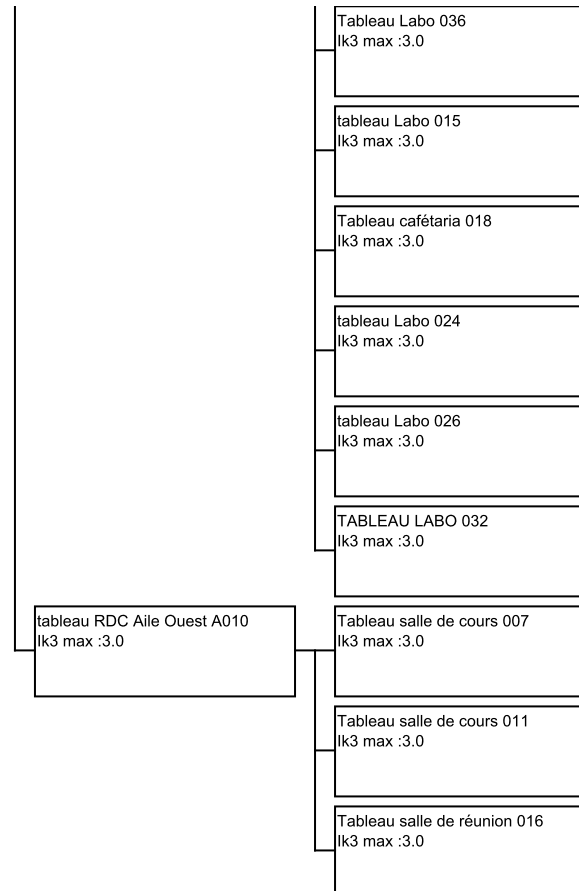 Tableau Labo 036
Ik3 max :3.0
tableau Labo 015
Ik3 max :3.0
Tableau cafétaria 018
Ik3 max :3.0
tableau Labo 024
Ik3 max :3.0
tableau Labo 026
Ik3 max :3.0
TABLEAU LABO 032
Ik3 max :3.0
tableau RDC Aile Ouest A010
Ik3 max :3.0
Tableau salle de cours 007
Ik3 max :3.0
Tableau salle de cours 011
Ik3 max :3.0
Tableau salle de réunion 016
Ik3 max :3.0